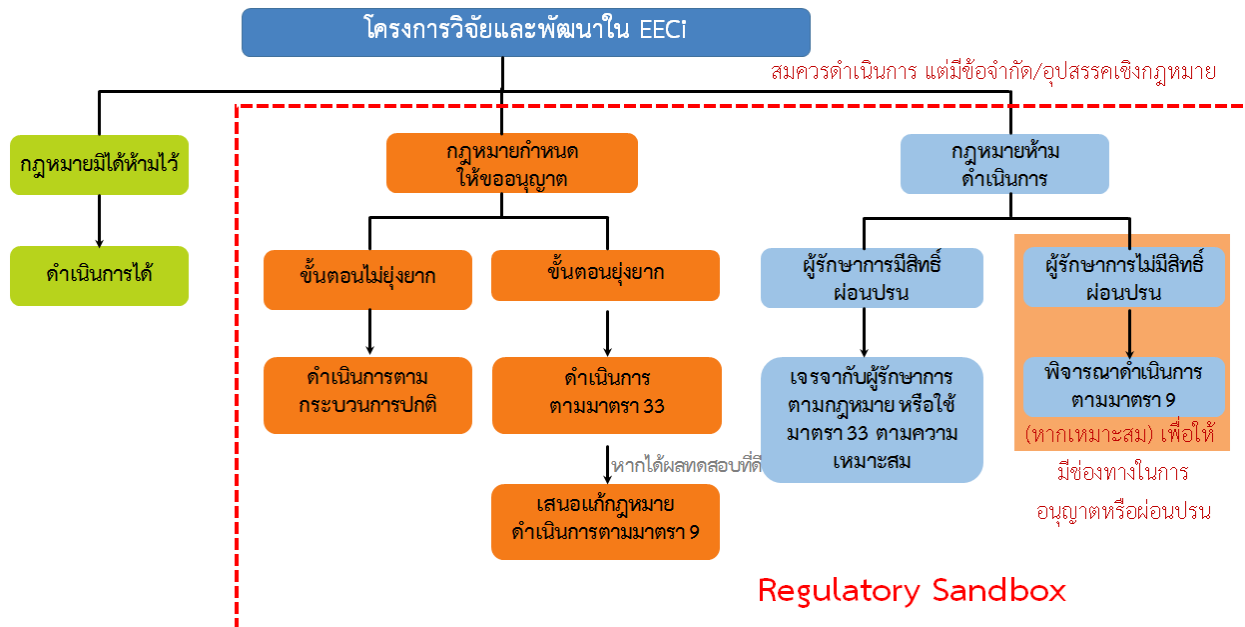 โครงการวิจัยและพัฒนาใน EECi
สมควรดำเนินการ แต่มีข้อจำกัด/อุปสรรคเชิงกฎหมาย
กฎหมายมิได้ห้ามไว้
กฎหมายกำหนด
ให้ขออนุญาต
กฎหมายห้าม
ดำเนินการ
ดำเนินการได้
ขั้นตอนไม่ยุ่งยาก
ขั้นตอนยุ่งยาก
ผู้รักษาการมีสิทธิ์
ผ่อนปรน
ผู้รักษาการไม่มีสิทธิ์
ผ่อนปรน
ดำเนินการตาม
กระบวนการปกติ
ดำเนินการ
ตามมาตรา 33
เจรจากับผู้รักษาการ
ตามกฎหมาย หรือใช้
มาตรา 33 ตามความ
เหมาะสม
พิจารณาดำเนินการ
ตามมาตรา 9
(หากเหมาะสม) เพื่อให้
มีช่องทางในการ
อนุญาตหรือผ่อนปรน
หากได้ผลทดสอบที่ดี
เสนอแก้กฎหมาย
ดำเนินการตามมาตรา 9
Regulatory Sandbox